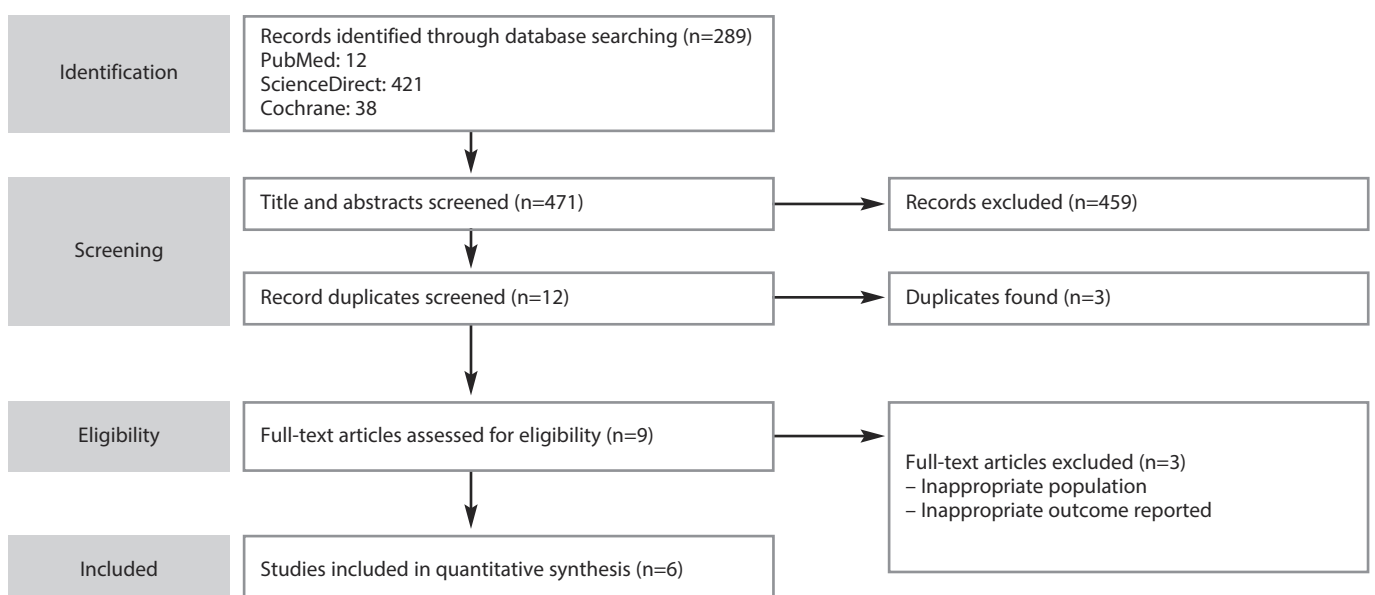 Identification
Records identified through database searching (n=289)
PubMed: 12
ScienceDirect: 421
Cochrane: 38
Screening
Title and abstracts screened (n=471)
Records excluded (n=459)
Record duplicates screened (n=12)
Duplicates found (n=3)
Eligibility
Full-text articles assessed for eligibility (n=9)
Full-text articles excluded (n=3)
– Inappropriate population
– Inappropriate outcome reported
Included
Studies included in quantitative synthesis (n=6)